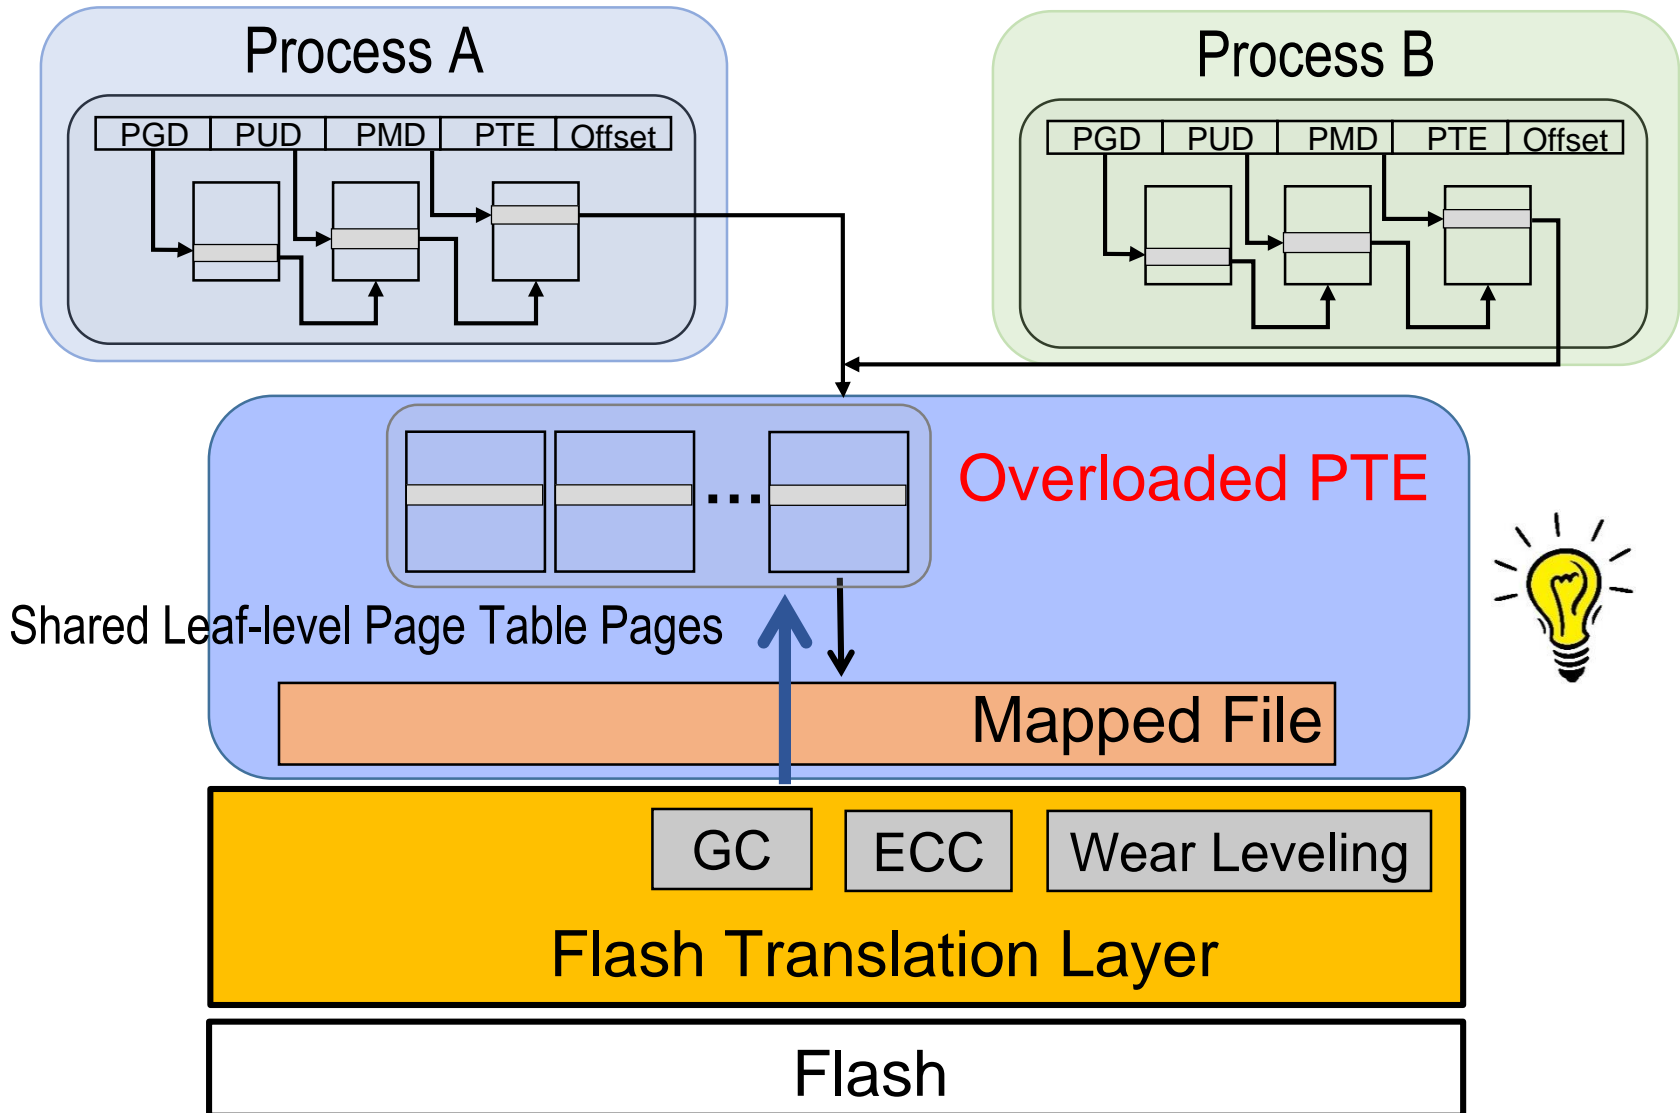 Process A
PGD PUD PMD PTE Offset
Process B
PGD PUD PMD PTE Offset
Overloaded PTE
Shared Leaf-level Page Table Pages
Mapped File
GC ECC Wear Leveling
Flash Translation Layer
Flash